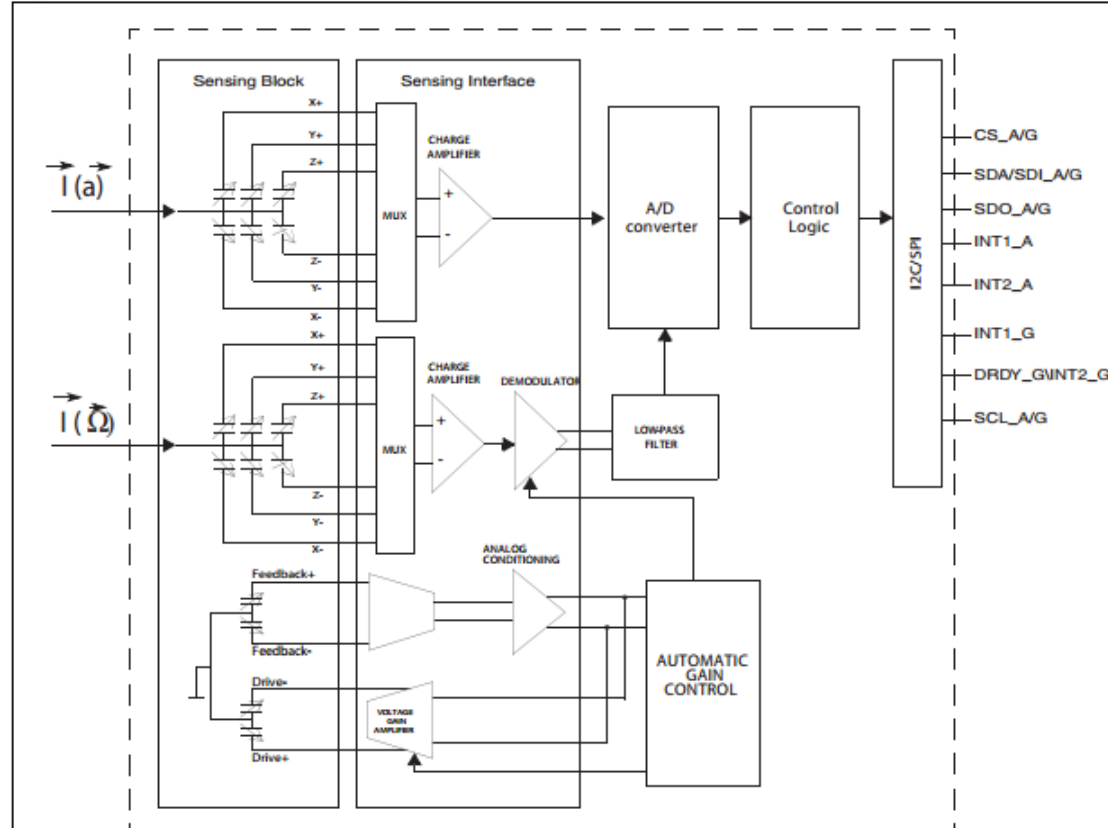 Sensing Block
Sensing Interface
X+
Y+
Z+
CHARGE
AMPLIFIER
I (a)
MUX
+
-
A/D
converter
Control
Logic
I2C/SPI
CS_A/G
SDA/SDI_A/G
SDO_A/G
INT1_A
INT2_A
INT1_G
DRDY_G\INT2_G
SCL_A/G
Z-
Y-
X-
X+
Y+
Z+
CHARGE
AMPLIFIER
DEMODULATOR
I (Ω)
MUX
+
-
LOW-PASS
FILTER
Z-
Y-
X-
ANALOG
CONDITIONING
Feedback+
Feedback-
AUTOMATIC
GAIN
CONTROL
Drive-
VOLTAGE
GAIN
AMPLIFIER
Drive+